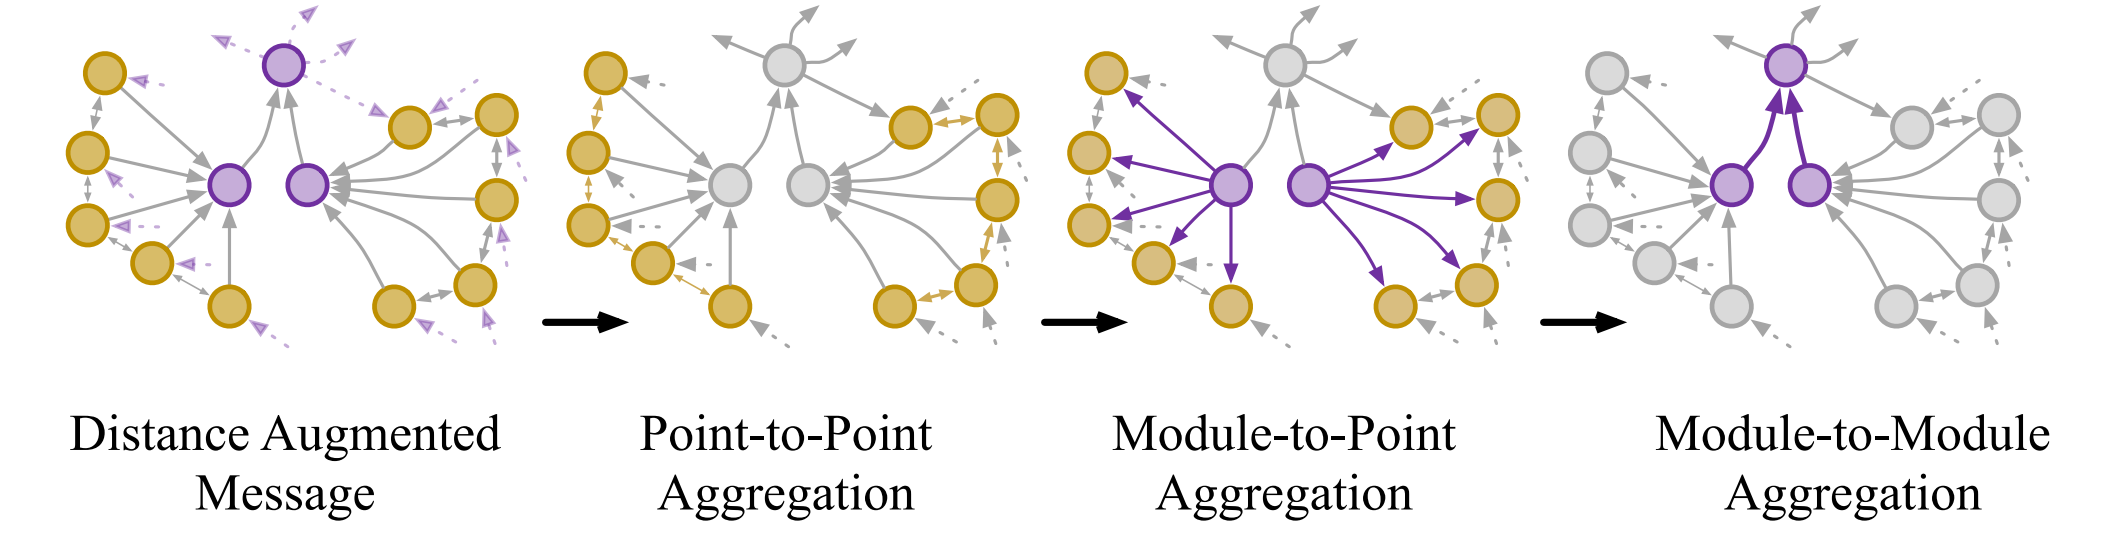 Distance Augmented
Message
Point-to-Point
Aggregation
Module-to-Point
Aggregation
Module-to-Module
Aggregation